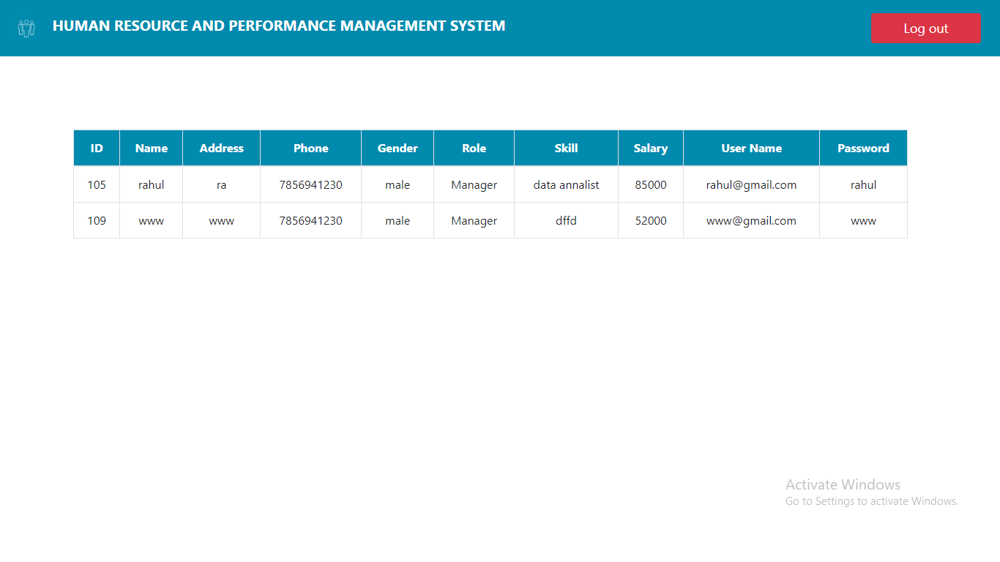 HUMAN RESOURCE AND PERFORMANCE MANAGEMENT SYSTEM Log out
ID Name Address Phone Gender Role Skill Salary User Name Password
105 rahul ra 7856941230 male Manager data annalist 85000 rahul@gmail.com rahul
109 www www 7856941230 male Manager dffd 52000 www@gmail.com www
Activate Windows
Go to Settings to activate Windows.